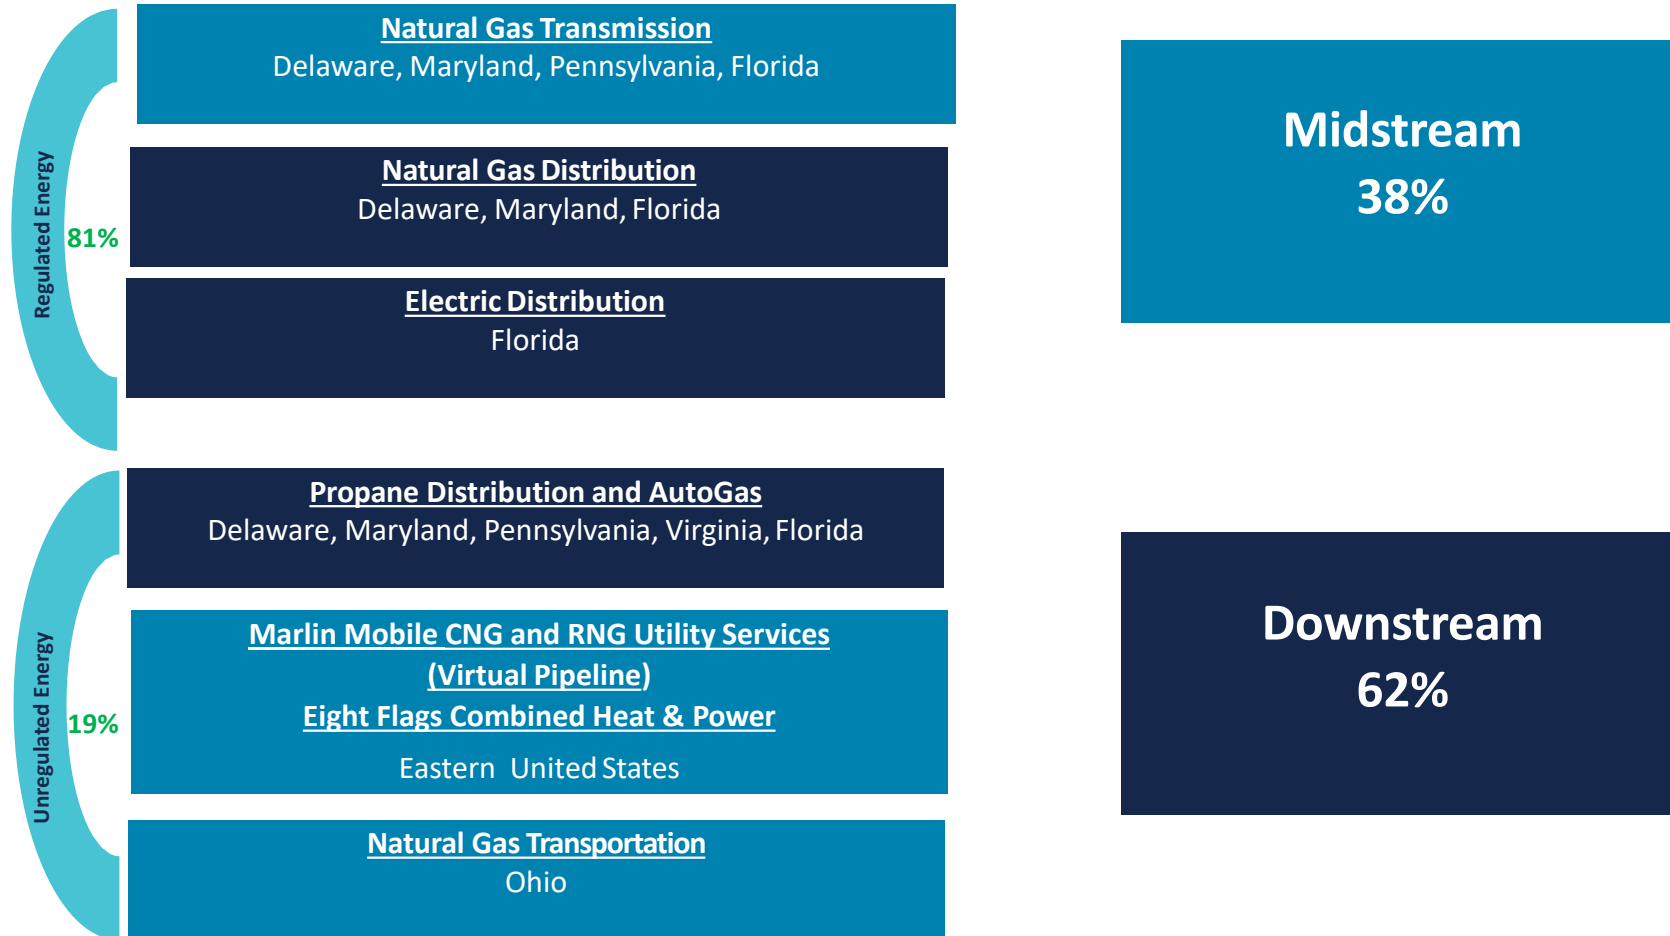 Natural Gas Transmission
Delaware, Maryland, Pennsylvania, Florida
Natural Gas Distribution
Delaware, Maryland, Florida
Electric Distribution
Florida
Regulated Energy
81%
Propane Distribution and AutoGas
Delaware, Maryland, Pennsylvania, Virginia, Florida
Marlin Mobile CNG and RNG Utility Services
(Virtual Pipeline)
Eight Flags Combined Heat & Power
Eastern United States
Natural Gas Transportation
Ohio
Unregulated Energy
19%
Midstream
38%
Downstream
62%